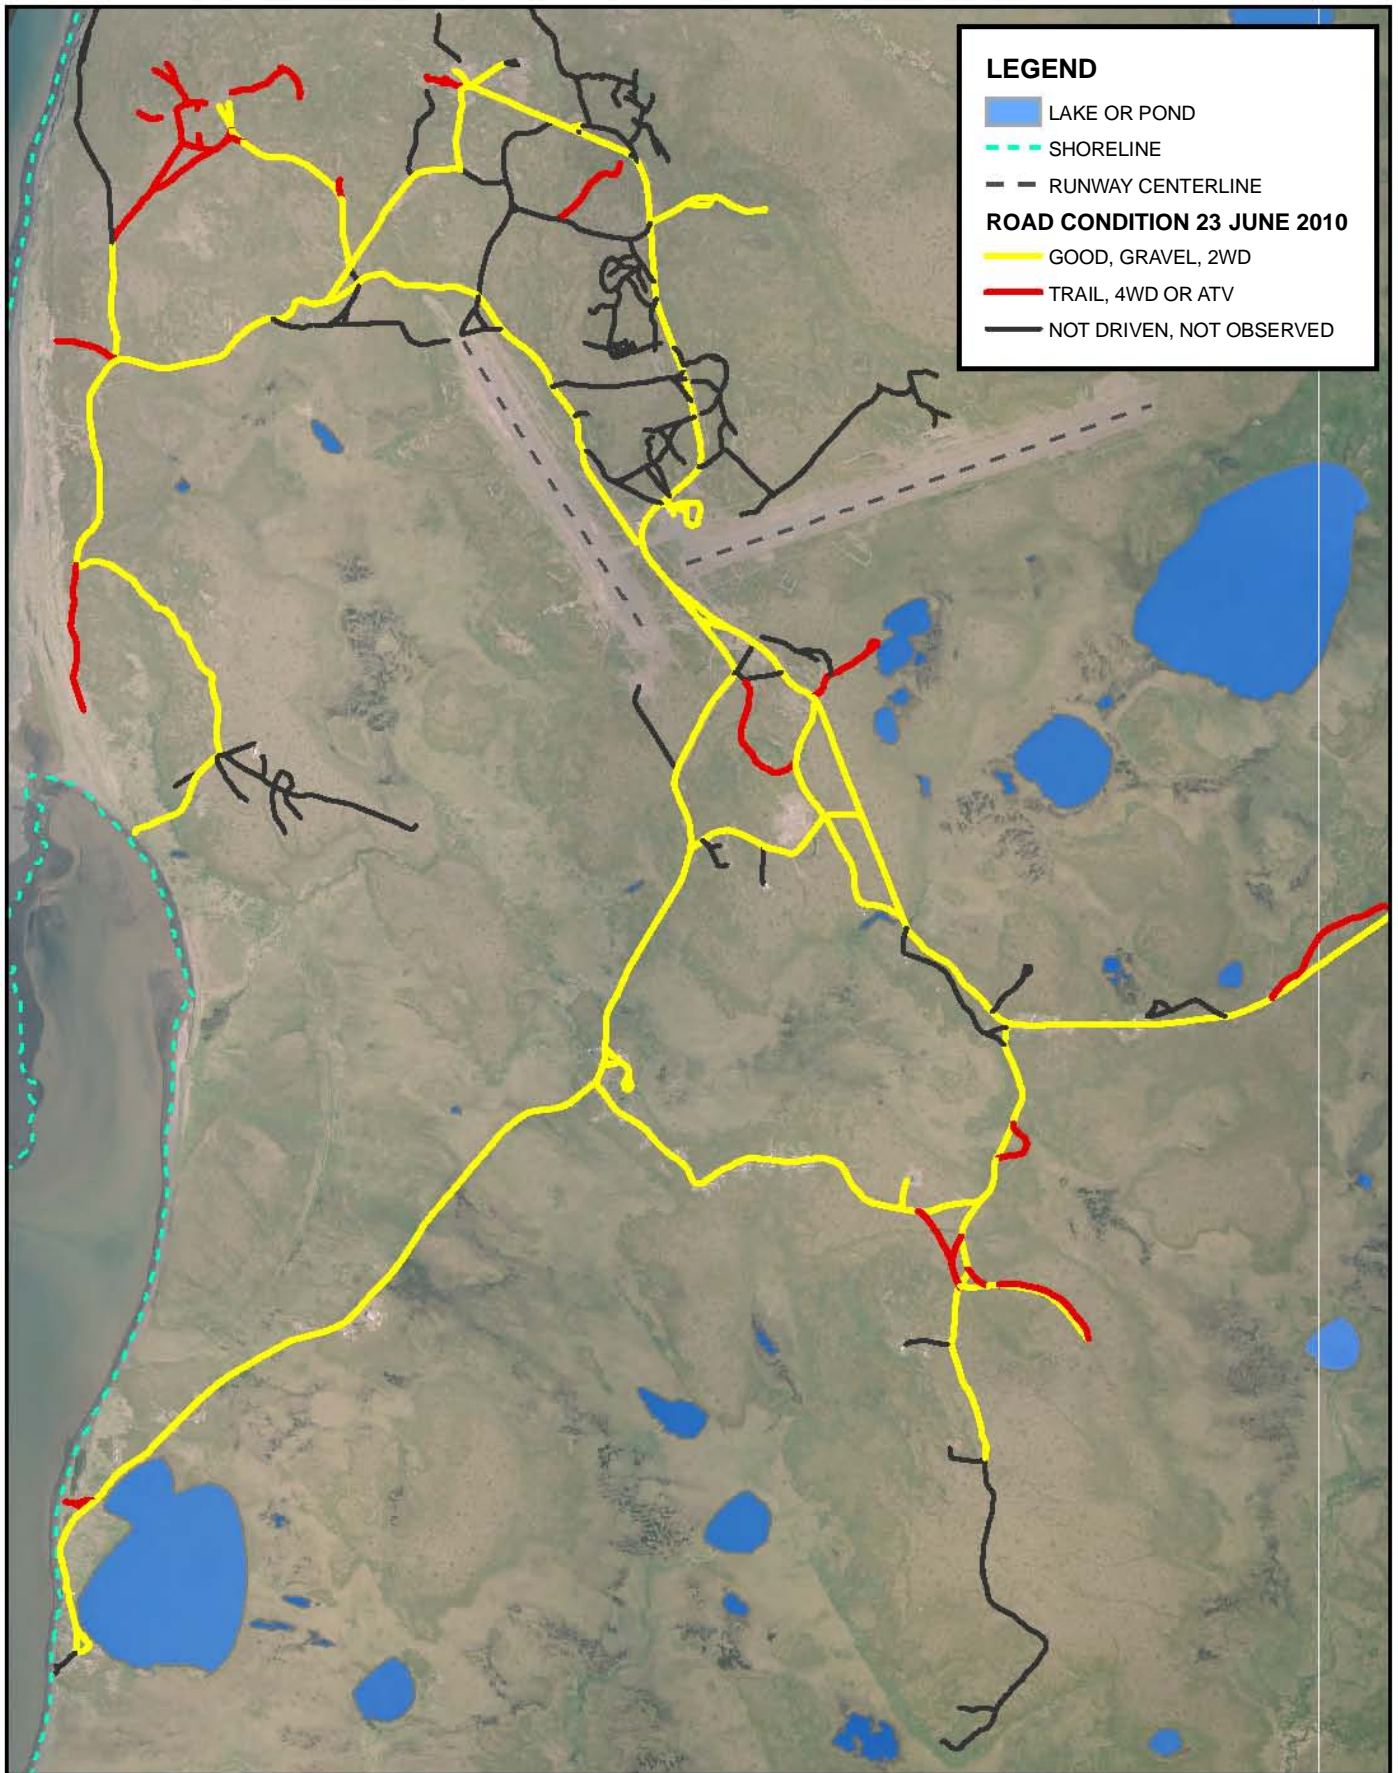 LEGEND
LAKE OR POND
SHORELINE
RUNWAY CENTERLINE
ROAD CONDITION 23 JUNE 2010
GOOD, GRAVEL, 2WD
TRAIL, 4WD OR ATV
NOT DRIVEN, NOT OBSERVED